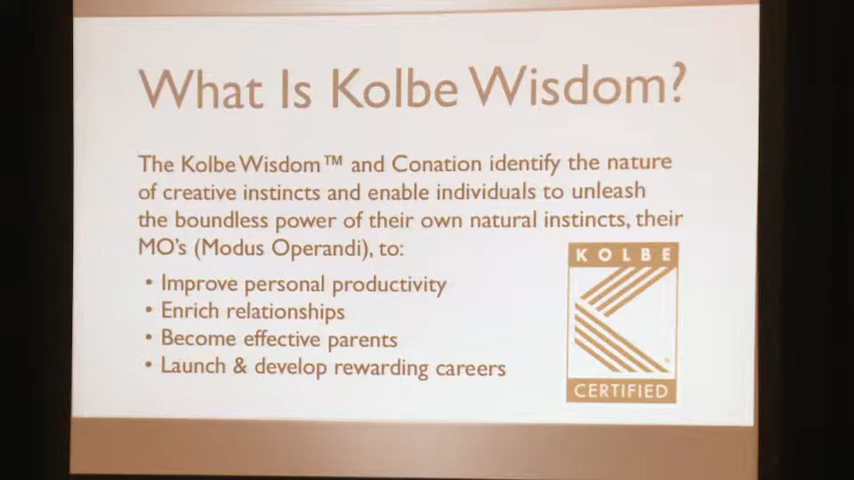 What Is Kolbe Wisdom?
The Kolbe Wisdom™ and Conation identify the nature
of creative instincts and enable individuals to unleash
the boundless power of their own natural instincts, their
MO's (Modus Operandi), to:
• Improve personal productivity
• Enrich relationships
• Become effective parents
• Launch & develop rewarding careers
KOLBE
CERTIFIED